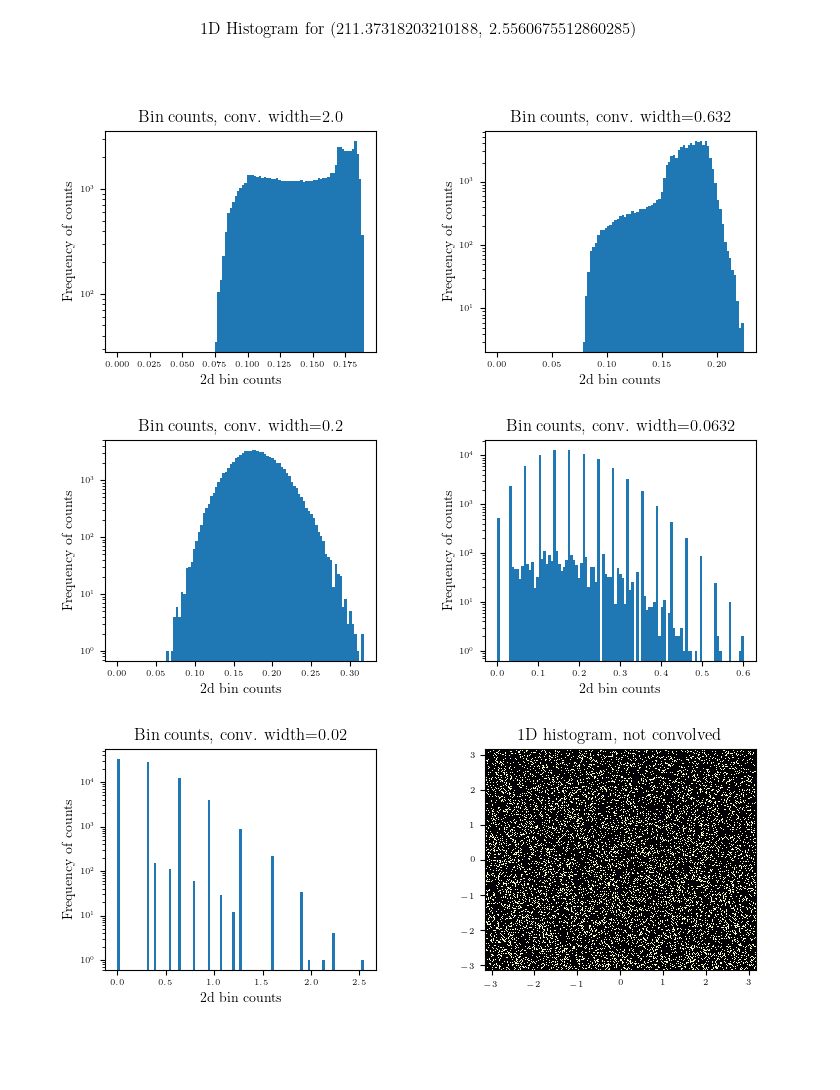 1D Histogram for (211.37318203210188, 2.5560675512860285)
Bin counts, conv. width=2.0
Frequency of counts
10³
10²
0.000 0.025 0.050 0.075 0.100 0.125 0.150 0.175
2d bin counts
Bin counts, conv. width=0.632
Frequency of counts
10³
10²
10¹
0.00 0.05 0.10 0.15 0.20
2d bin counts
Bin counts, conv. width=0.2
Frequency of counts
10³
10²
10¹
10⁰
0.00 0.05 0.10 0.15 0.20 0.25 0.30
2d bin counts
Bin counts, conv. width=0.0632
Frequency of counts
10⁴
10³
10²
10¹
10⁰
0.0 0.1 0.2 0.3 0.4 0.5 0.6
2d bin counts
Bin counts, conv. width=0.02
Frequency of counts
10⁴
10³
10²
10¹
10⁰
0.0 0.5 1.0 1.5 2.0 2.5
2d bin counts
1D histogram, not convolved
3
2
1
0
−1
−2
−3
−3 −2 −1 0 1 2 3